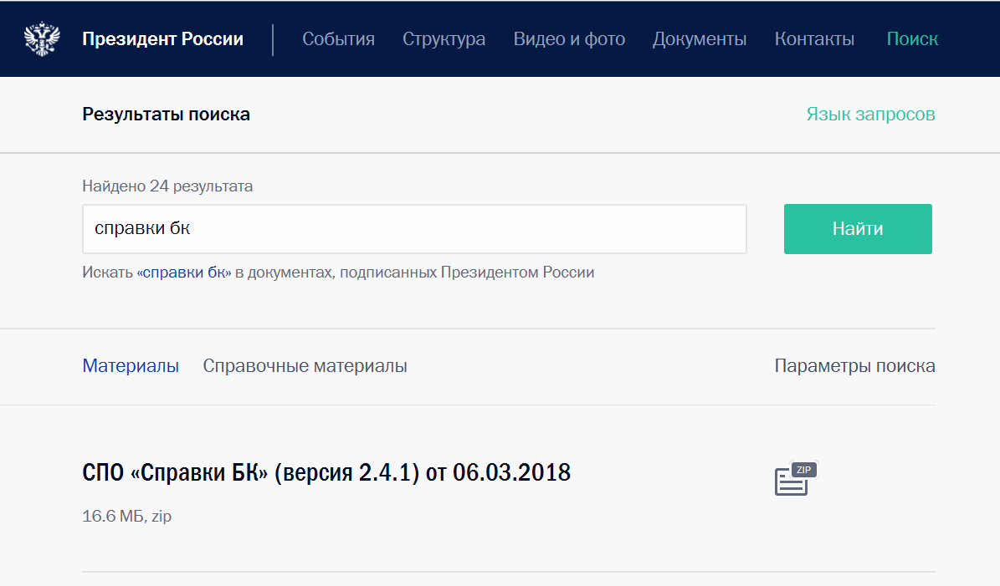 Президент России События Структура Видео и фото Документы Контакты Поиск
Результаты поиска Язык запросов
Найдено 24 результата
справки бк Найти
Искать «справки бк» в документах, подписанных Президентом России
Материалы Справочные материалы Параметры поиска
СПО «Справки БК» (версия 2.4.1) от 06.03.2018 ZIP
16.6 МБ, zip